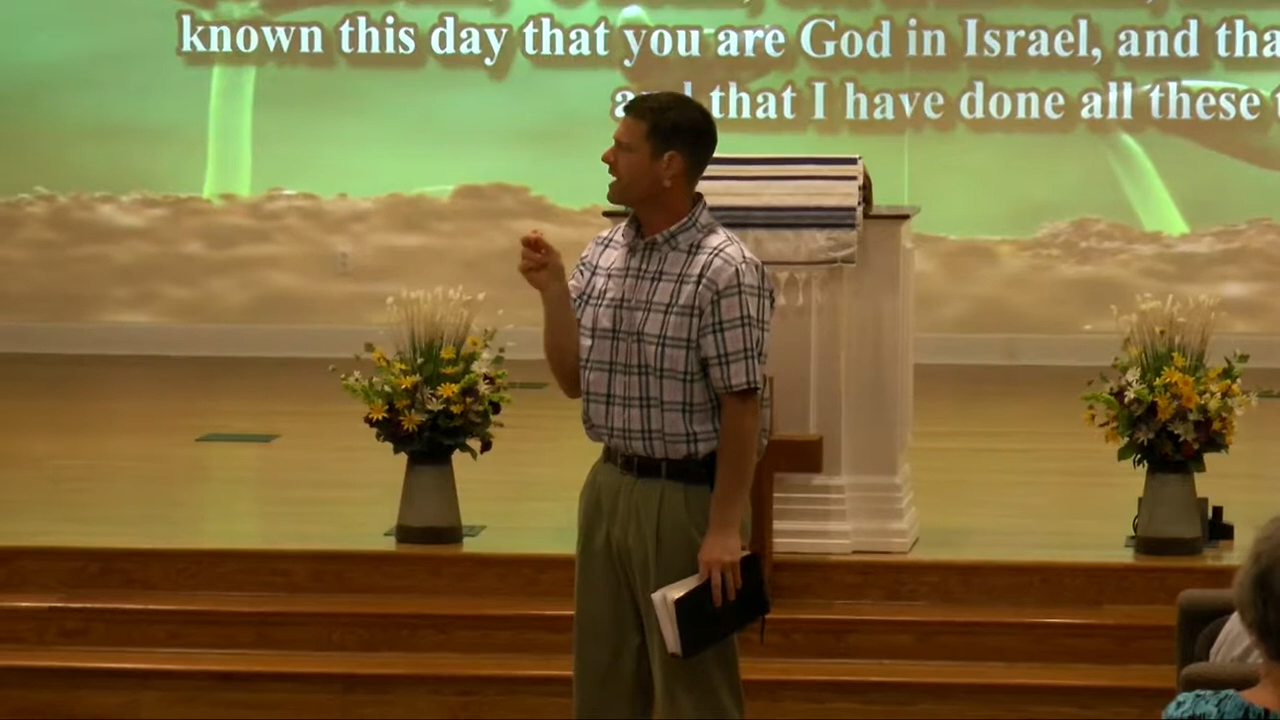 known this day that you are God in Israel, and tha
that I have done all these